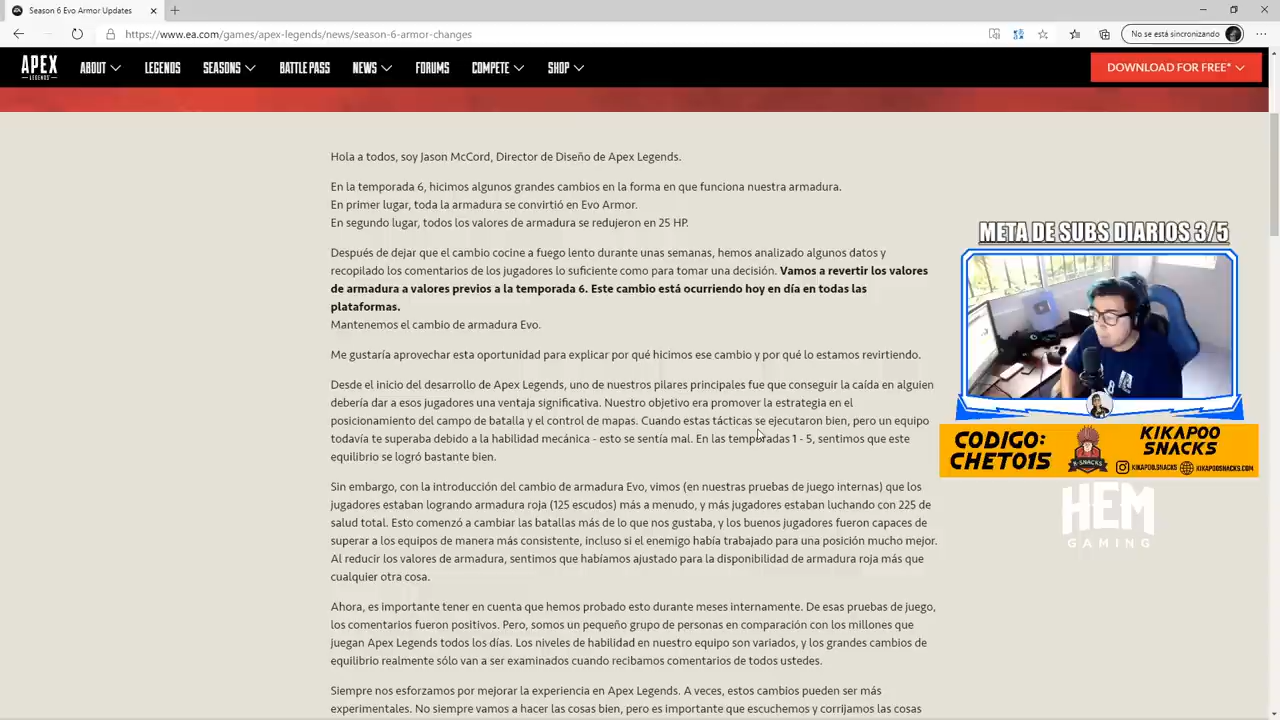 Season 6 Evo Armor Updates
https://www.ea.com/games/apex-legends/news/season-6-armor-changes
No se está sincronizando
APEX
LEGENDS
ABOUT
LEGENDS
SEASONS
BATTLE PASS
NEWS
FORUMS
COMPETE
SHOP
DOWNLOAD FOR FREE*
Hola a todos, soy Jason McCord, Director de Diseño de Apex Legends.
En la temporada 6, hicimos algunos grandes cambios en la forma en que funciona nuestra armadura.
En primer lugar, toda la armadura se convirtió en Evo Armor.
En segundo lugar, todos los valores de armadura se redujeron en 25 HP.
Después de dejar que el cambio cocine a fuego lento durante unas semanas, hemos analizado algunos datos y
recopilado los comentarios de los jugadores lo suficiente como para tomar una decisión. Vamos a revertir los valores
de armadura a valores previos a la temporada 6. Este cambio está ocurriendo hoy en día en todas las
plataformas.
Mantenemos el cambio de armadura Evo.
Me gustaría aprovechar esta oportunidad para explicar por qué hicimos ese cambio y por qué lo estamos revirtiendo.
Desde el inicio del desarrollo de Apex Legends, uno de nuestros pilares principales fue que conseguir la caída en alguien
debería dar a esos jugadores una ventaja significativa. Nuestro objetivo era promover la estrategia en el
posicionamiento del campo de batalla y el control de mapas. Cuando estas tácticas se ejecutaron bien, pero un equipo
todavía te superaba debido a la habilidad mecánica - esto se sentía mal. En las temporadas 1 - 5, sentimos que este
equilibrio se logró bastante bien.
Sin embargo, con la introducción del cambio de armadura Evo, vimos (en nuestras pruebas de juego internas) que los
jugadores estaban logrando armadura roja (125 escudos) más a menudo, y más jugadores estaban luchando con 225 de
salud total. Esto comenzó a cambiar las batallas más de lo que nos gustaba, y los buenos jugadores fueron capaces de
superar a los equipos de manera más consistente, incluso si el enemigo había trabajado para una posición mucho mejor.
Al reducir los valores de armadura, sentimos que habíamos ajustado para la disponibilidad de armadura roja más que
cualquier otra cosa.
Ahora, es importante tener en cuenta que hemos probado esto durante meses internamente. De esas pruebas de juego,
los comentarios fueron positivos. Pero, somos un pequeño grupo de personas en comparación con los millones que
juegan Apex Legends todos los días. Los niveles de habilidad en nuestro equipo son variados, y los grandes cambios de
equilibrio realmente sólo van a ser examinados cuando recibamos comentarios de todos ustedes.
Siempre nos esforzamos por mejorar la experiencia en Apex Legends. A veces, estos cambios pueden ser más
experimentales. No siempre vamos a hacer las cosas bien, pero es importante que escuchemos y corrijamos las cosas
META DE SUBS DIARIOS 3/5
CODIGO:
CHETO15
K-SNACKS
KIKAPOO
SNACKS
KIKAPOO.SNACKS
KIKAPOOSNACKS.COM
HEM
GAMING